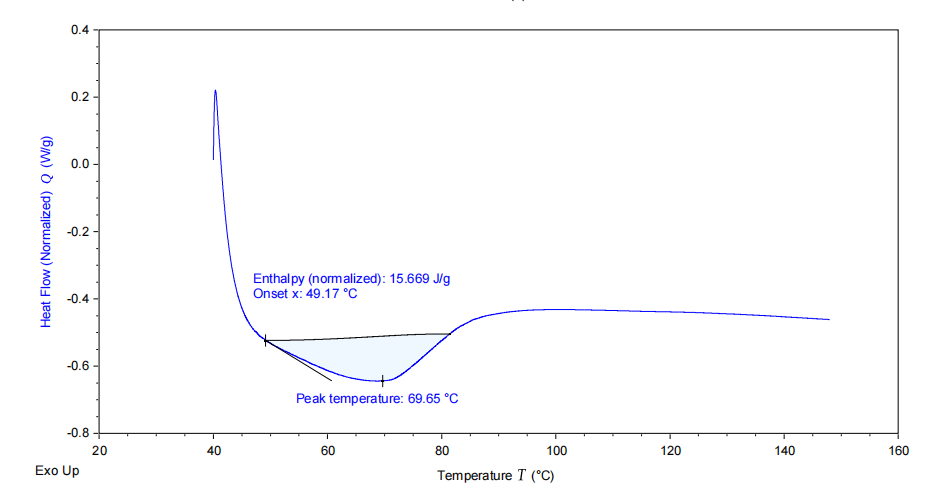 0.4
0.2
0.0
-0.2
-0.4
-0.6
-0.8
Heat Flow (Normalized) Q (W/g)
Enthalpy (normalized): 15.669 J/g
Onset x: 49.17 °C
Peak temperature: 69.65 °C
20 40 60 80 100 120 140 160
Exo Up
Temperature T (°C)